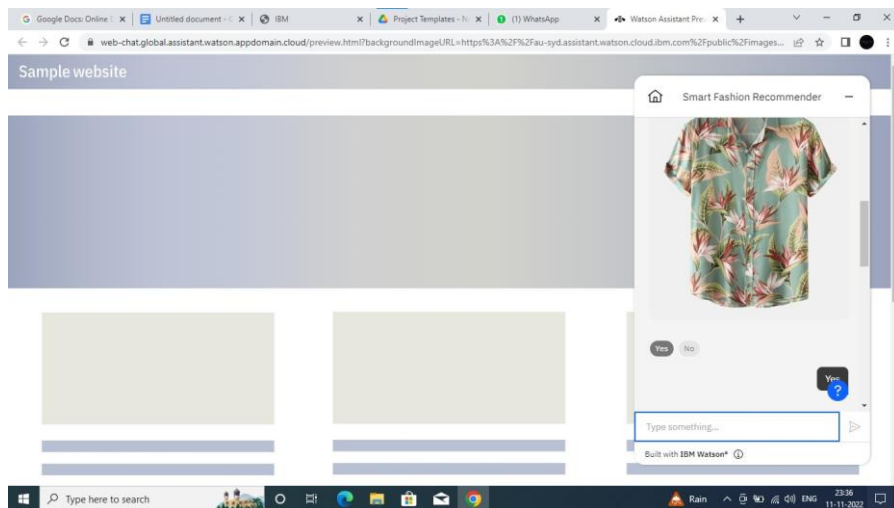 Google Docs: Online
Untitled document -
IBM
Project Templates - N
(1) WhatsApp
Watson Assistant Pre
web-chat.global.assistant.watson.appdomain.cloud/preview.html?backgroundImageURL=https%3A%2F%2Fau-syd.assistant.watson.cloud.ibm.com%2Fpublic%2Fimages...
Sample website
Smart Fashion Recommender
Yes
No
Yes
?
Type something...
Built with IBM Watson®
Type here to search
Rain
ENG
23:36
11-11-2022